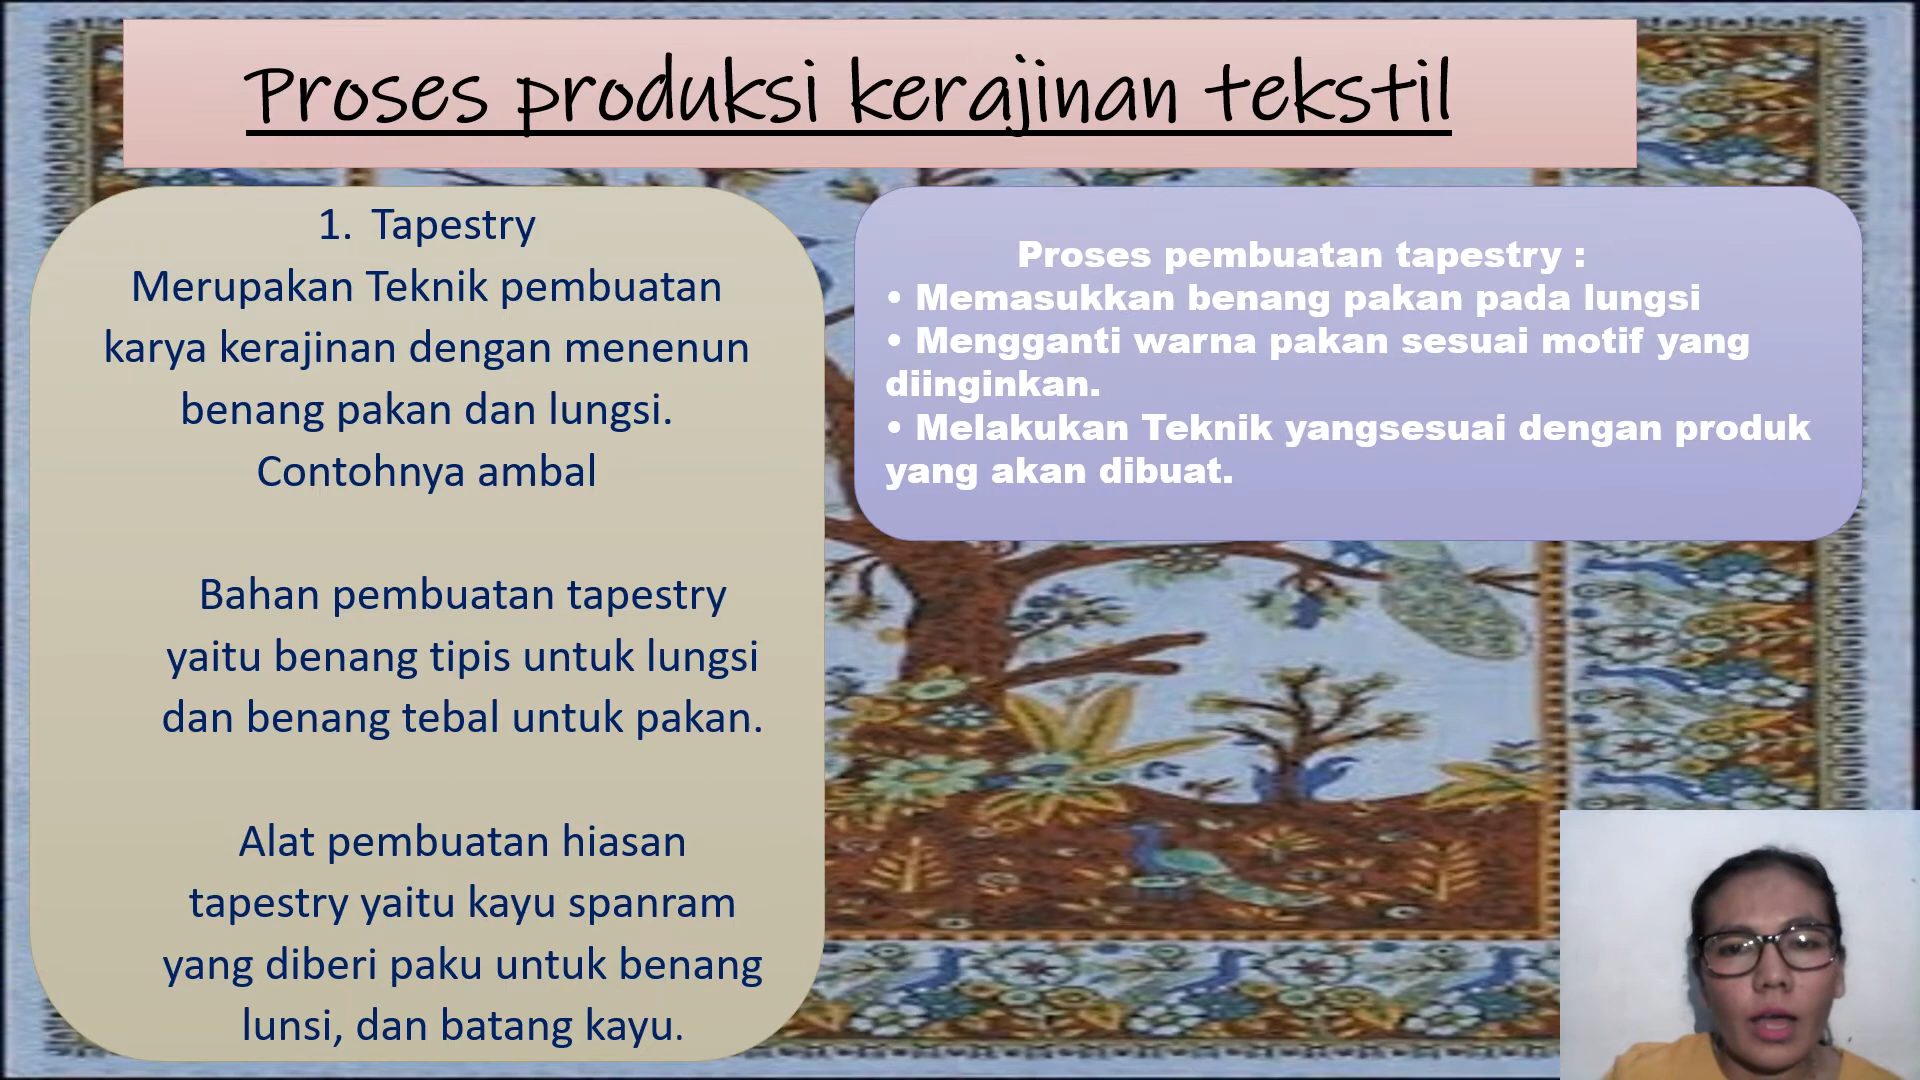 Proses produksi kerajinan tekstil
1. Tapestry
Merupakan Teknik pembuatan
karya kerajinan dengan menenun
benang pakan dan lungsi.
Contohnya ambal
Bahan pembuatan tapestry
yaitu benang tipis untuk lungsi
dan benang tebal untuk pakan.
Alat pembuatan hiasan
tapestry yaitu kayu spanram
yang diberi paku untuk benang
lunsi, dan batang kayu.
Proses pembuatan tapestry :
• Memasukkan benang pakan pada lungsi
• Mengganti warna pakan sesuai motif yang
diinginkan.
• Melakukan Teknik yangsesuai dengan produk
yang akan dibuat.